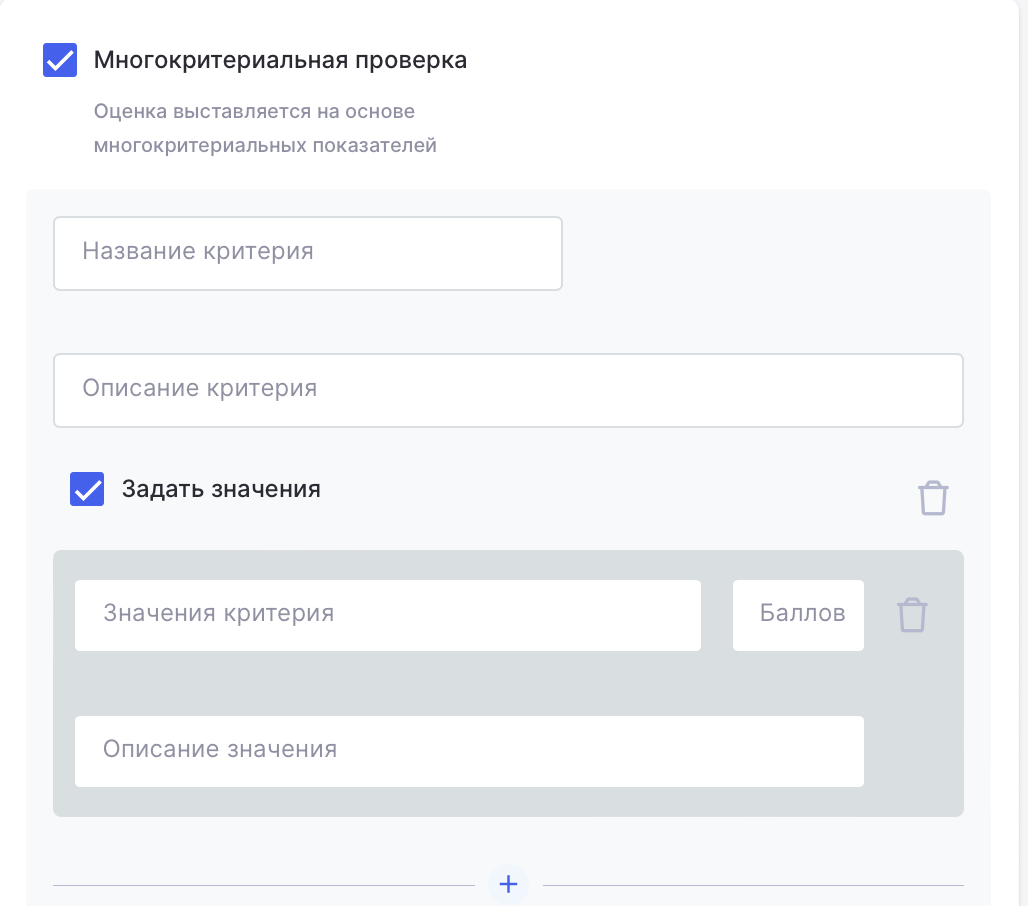 Многокритериальная проверка
Оценка выставляется на основе
многокритериальных показателей
Название критерия
Описание критерия
Задать значения
Значения критерия
Баллов
Описание значения